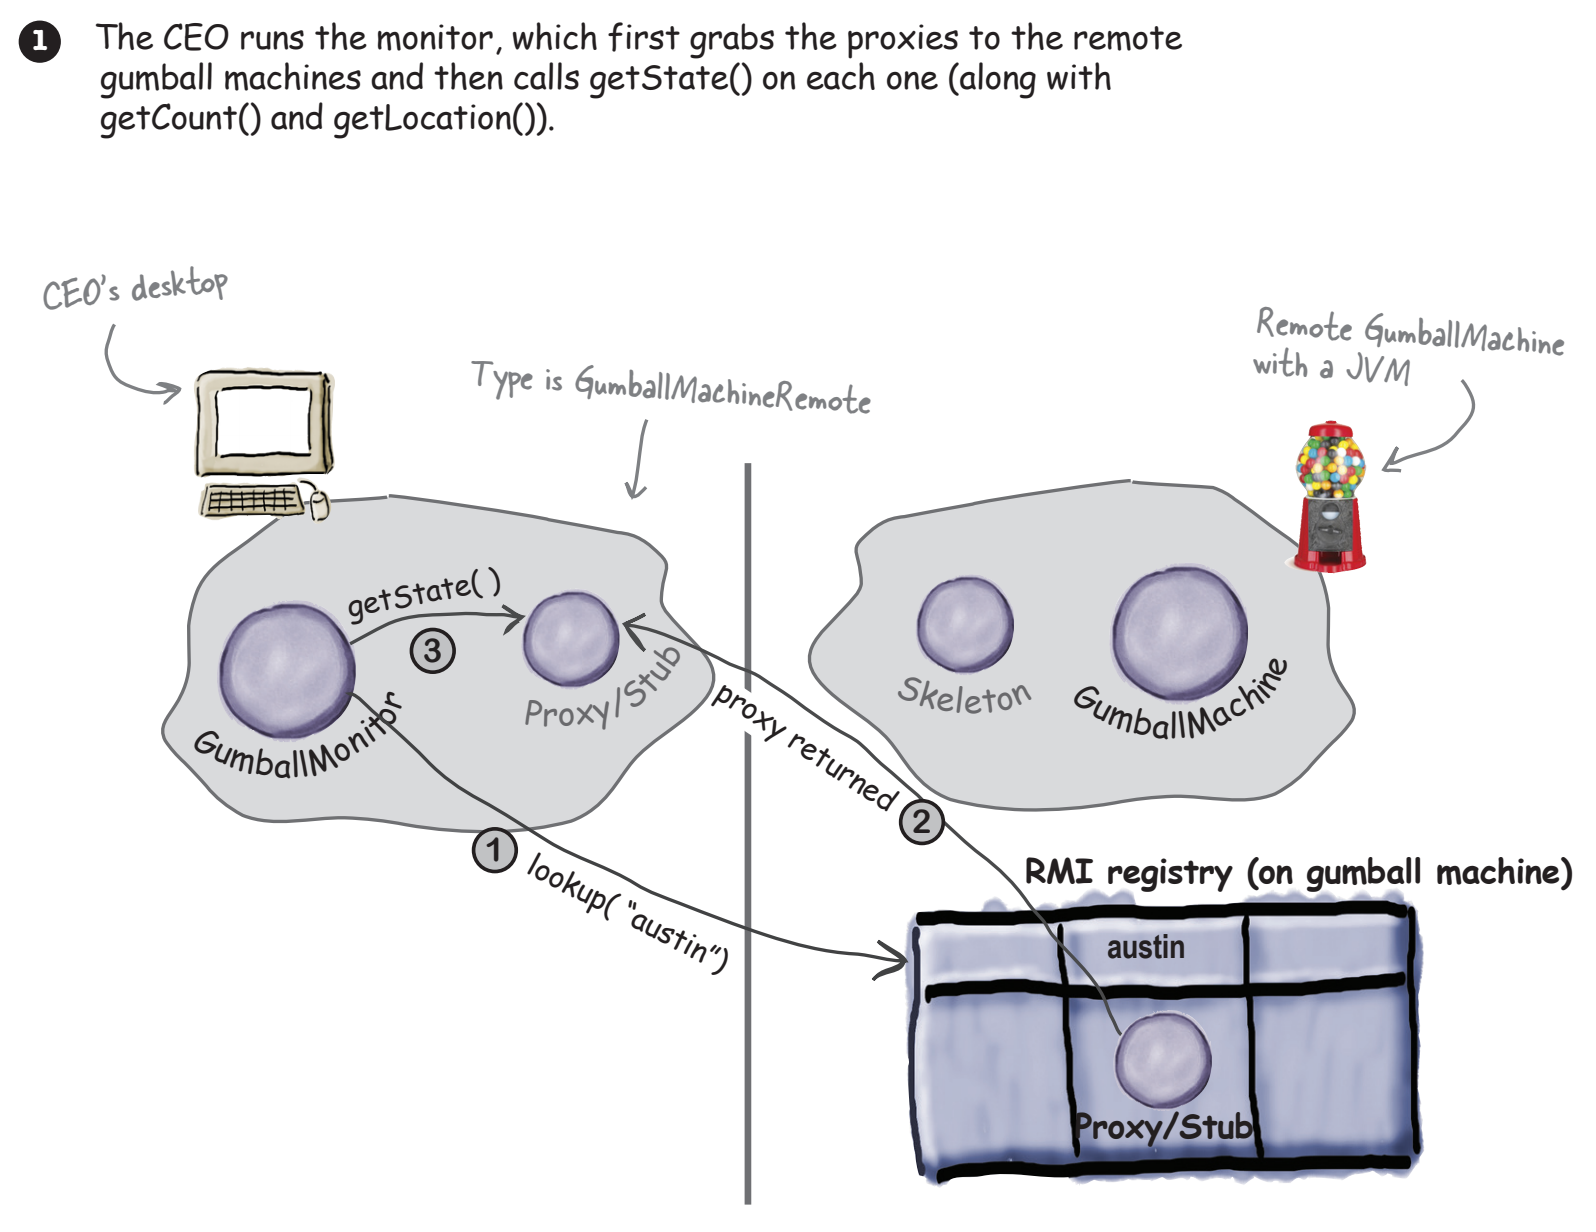 1 The CEO runs the monitor, which first grabs the proxies to the remote
gumball machines and then calls getState() on each one (along with
getCount() and getLocation()).
CEO's desktop
Remote GumballMachine
with a JVM
Type is GumballMachineRemote
getState( )
3
Proxy/Stub
GumballMonitor
Skeleton
GumballMachine
proxy returned
2
1
lookup( “austin”)
RMI registry (on gumball machine)
austin
Proxy/Stub